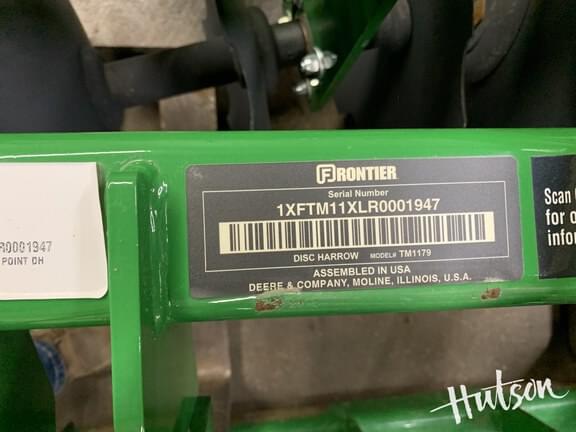 FRONTIER
Serial Number
1XFTM11XLR0001947
DISC HARROW MODEL# TM1179
ASSEMBLED IN USA
DEERE & COMPANY, MOLINE, ILLINOIS, U.S.A.
R0001947
POINT DH
Scan
for
infor
Hutson